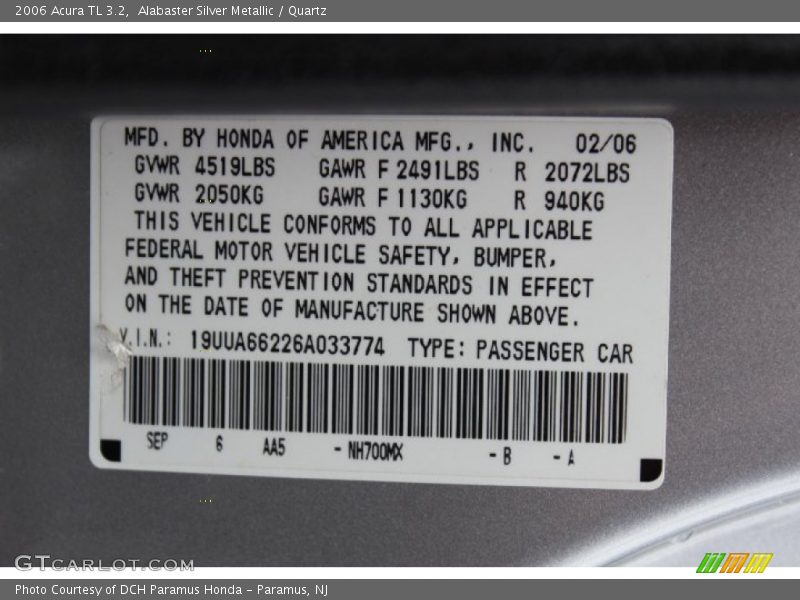 2006 Acura TL 3.2,  Alabaster Silver Metallic / Quartz
MFD. BY HONDA OF AMERICA MFG., INC. 02/06
GVWR 4519LBS GAWR F 2491LBS R 2072LBS
GVWR 2050KG GAWR F 1130KG R 940KG
THIS VEHICLE CONFORMS TO ALL APPLICABLE
FEDERAL MOTOR VEHICLE SAFETY, BUMPER,
AND THEFT PREVENTION STANDARDS IN EFFECT
ON THE DATE OF MANUFACTURE SHOWN ABOVE.
V.I.N.: 19UUA66226A033774 TYPE: PASSENGER CAR
SEP 6 AA5 -NH700MX -B -A
GTCARLOT.COM
Photo Courtesy of DCH Paramus Honda - Paramus, NJ